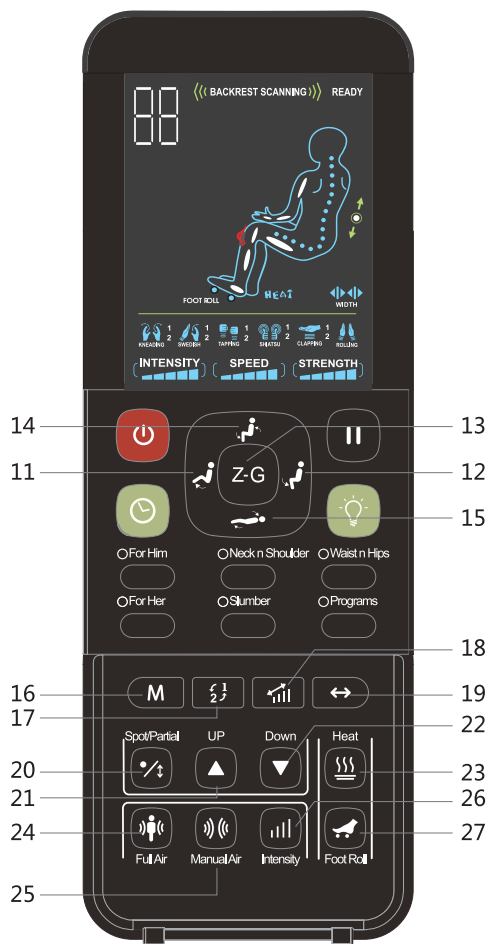 88 ((( BACKREST SCANNING ))) READY
FOOT ROLL
HEAT
WIDTH
1 1 1 1 1
2 2 2 2 2
KNEADING SWEDISH TAPPING SHIATSU CLAPPING ROLLING
INTENSITY SPEED STRENGTH
14
13
11
Z-G
12
15
For Him Neck n Shoulder Waist n Hips
For Her Slumber Programs
18
16
M
1
2
19
17
22
Spot/Partial UP Down Heat
20
23
21
26
24
27
Full Air Manual Air Intensity Foot Roll
25